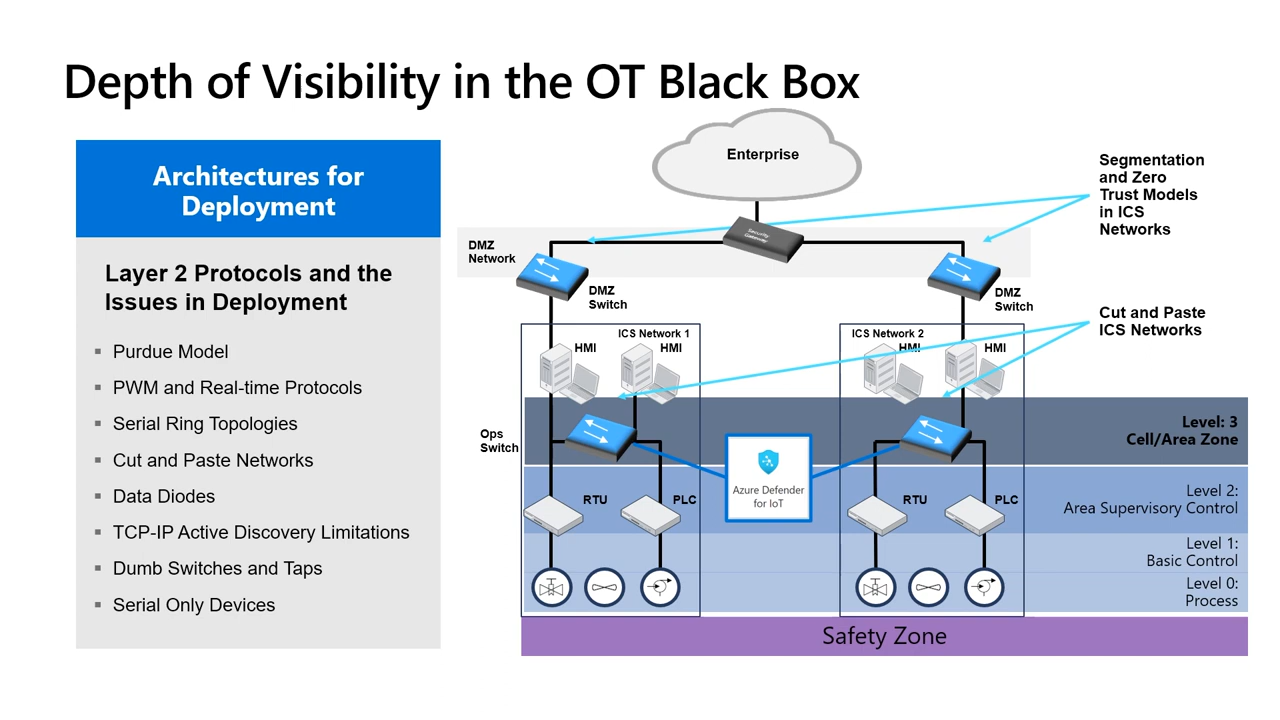 Depth of Visibility in the OT Black Box
Architectures for
Deployment
Layer 2 Protocols and the
Issues in Deployment
▪ Purdue Model
▪ PWM and Real-time Protocols
▪ Serial Ring Topologies
▪ Cut and Paste Networks
▪ Data Diodes
▪ TCP-IP Active Discovery Limitations
▪ Dumb Switches and Taps
▪ Serial Only Devices
Enterprise
Security
Gateway
Segmentation
and Zero
Trust Models
in ICS
Networks
DMZ
Network
DMZ
Switch
DMZ
Switch
Cut and Paste
ICS Networks
ICS Network 1
HMI
HMI
ICS Network 2
HMI
HMI
Ops
Switch
Level: 3
Cell/Area Zone
Azure Defender
for IoT
RTU
PLC
RTU
PLC
Level 2:
Area Supervisory Control
Level 1:
Basic Control
Level 0:
Process
Safety Zone